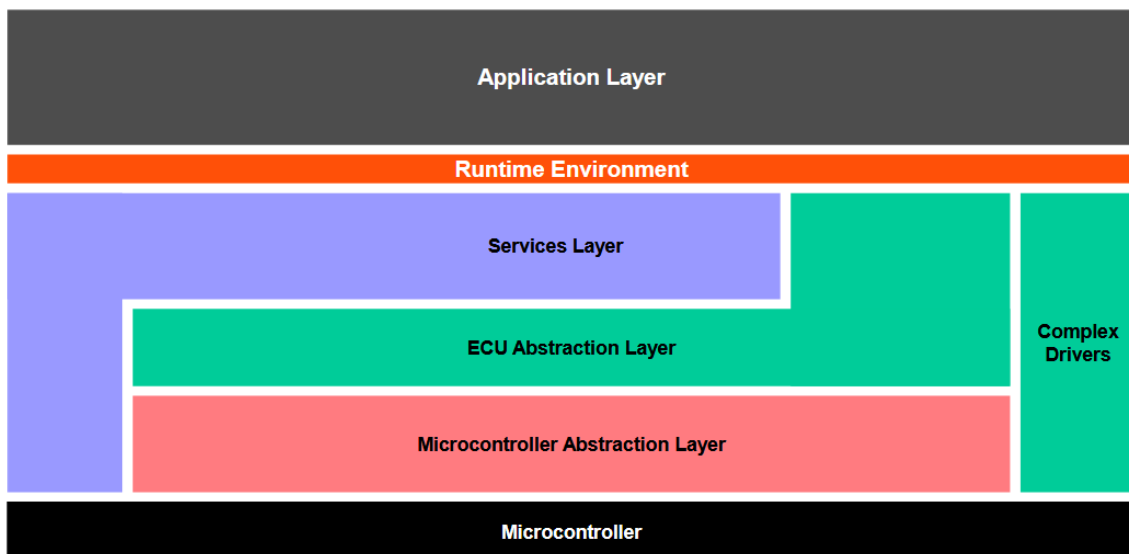 Application Layer
Runtime Environment
Services Layer
ECU Abstraction Layer
Complex
Drivers
Microcontroller Abstraction Layer
Microcontroller